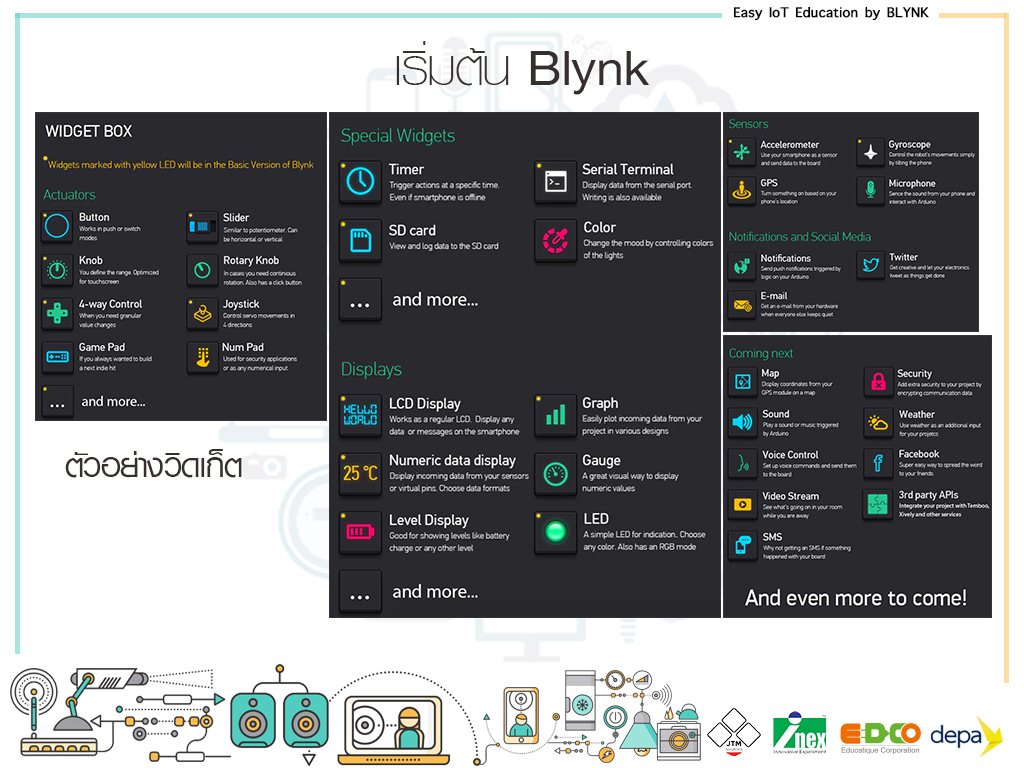 Easy IoT Education by BLYNK
เริ่มต้น Blynk
WIDGET BOX
Widgets marked with yellow LED will be in the Basic Version of Blynk
Actuators
Button
Works in push or switch
modes
Slider
Similar to potentiometer. Can
be horizontal or vertical
Knob
You define the range. Optimized
for touchscreen
Rotary Knob
In cases you need continious
rotation. Also has a click button
4-way Control
When you need granular
value changes
Joystick
Control servo movements in
4 directions
Game Pad
If you always wanted to build
a next indie hit
Num Pad
Used for security applications
or as any numerical input
...
and more...
ตัวอย่างวิดเก็ต
Special Widgets
Timer
Trigger actions at a specific time.
Even if smartphone is offline
Serial Terminal
Display data from the serial port.
Writing is also available
SD card
View and log data to the SD card
Color
Change the mood by controlling colors
of the lights
...
and more...
Displays
HELLO
WORLD
LCD Display
Works as a regular LCD. Display any
data or messages on the smartphone
Graph
Easily plot incoming data from your
project in various designs
25 °C
Numeric data display
Display incoming data from your sensors
or virtual pins. Choose data formats
Gauge
A great visual way to display
numeric values
Level Display
Good for showing levels like battery
charge or any other level
LED
A simple LED for indication. Choose
any color. Also has an RGB mode
...
and more...
Sensors
Accelerometer
Use your smartphone as a sensor
and send data to the board
Gyroscope
Control the robot's movements simply
by tilting the phone
GPS
Turn something on based on your
phone's location
Microphone
Sence the sound from your phone and
interact with Arduino
Notifications and Social Media
Notifications
Send push notifications triggered by
logic on your Arduino
Twitter
Get creative and let your electronics
tweet as things get done
E-mail
Get an e-mail from your hardware
when everyone else keeps quiet
Coming next
Map
Display coordinates from your
GPS module on a map
Security
Add extra security to your project by
encrypting communication data
Sound
Play a sound or music triggered
by Arduino
Weather
Use weather as an additional input
for your projetcs
Voice Control
Set up voice commands and send them
to the board
Facebook
Super easy way to spread the word
to your friends
Video Stream
See what's going on in your room
while you are away
3rd party APIs
Integrate your project with Temboo,
Xively and other services
SMS
Why not getting an SMS if something
happened with your board
And even more to come!
JTM
Solutions
inex
Innovative Experiment
EDCO
Educatique Corporation
depa